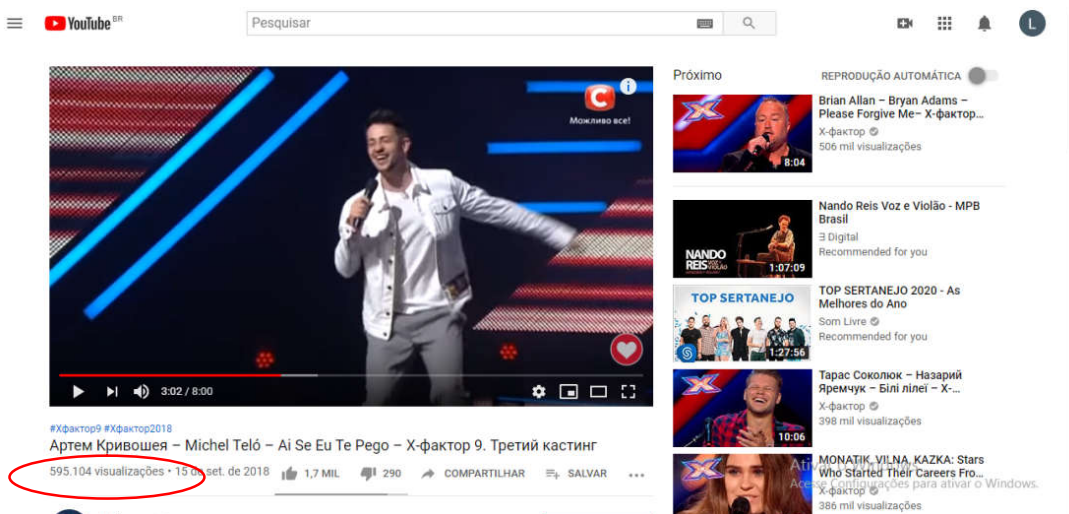 YouTube BR
Pesquisar
L
С
Можливо все!
i
3:02 / 8:00
#Хфактор9 #Хфактор2018
Артем Кривошея – Michel Teló – Ai Se Eu Te Pego – Х-фактор 9. Третий кастинг
595.104 visualizações • 15 de set. de 2018
1,7 MIL
290
COMPARTILHAR
SALVAR
Próximo
REPRODUÇÃO AUTOMÁTICA
8:04
Brian Allan – Bryan Adams –
Please Forgive Me– Х-фактор...
Х-фактор
506 mil visualizações
NANDO
REIS VOZ E VIOLÃO
1:07:09
Nando Reis Voz e Violão - MPB
Brasil
∃ Digital
Recommended for you
TOP SERTANEJO
1:27:56
TOP SERTANEJO 2020 - As
Melhores do Ano
Som Livre
Recommended for you
10:06
Тарас Соколюк – Назарий
Яремчук – Білі лілеї – Х-...
Х-фактор
398 mil visualizações
MONATIK, VILNA, KAZKA: Stars
Who Started Their Careers Fro...
Х-фактор
386 mil visualizações
Ativar o Windows
Acesse Configurações para ativar o Windows.